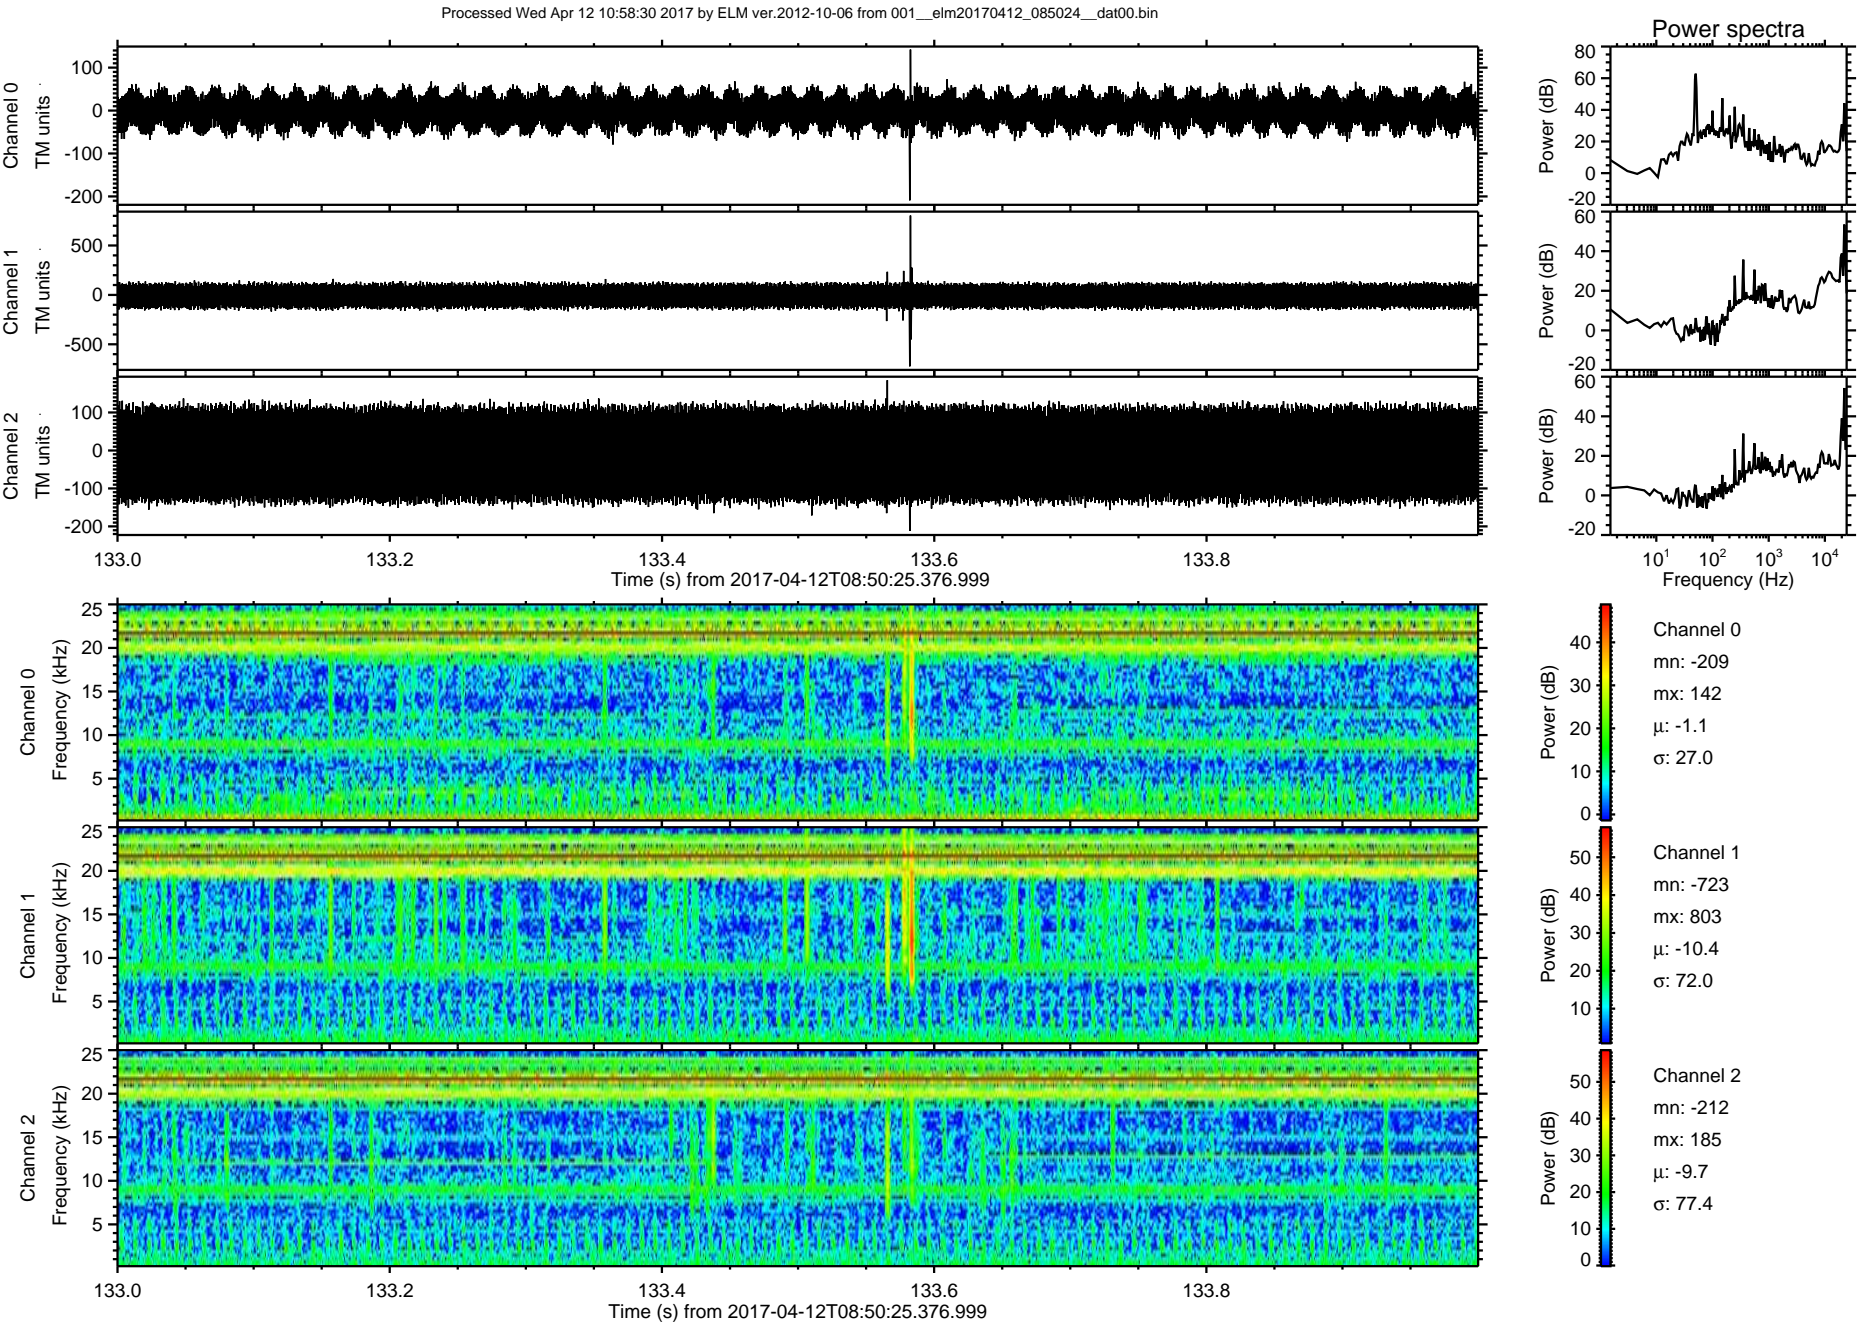 Processed Wed Apr 12 10:58:30 2017 by ELM ver.2012-10-06 from 001__elm20170412_085024__dat00.bin
Power spectra
Channel 0
TM units
100
0
-100
-200
Power (dB)
80
60
40
20
0
-20
Channel 1
TM units
500
0
-500
Power (dB)
60
40
20
0
-20
Channel 2
TM units
100
0
-100
-200
Power (dB)
60
40
20
0
-20
133.0 133.2 133.4 133.6 133.8
Time (s) from 2017-04-12T08:50:25.376.999
10¹ 10² 10³ 10⁴
Frequency (Hz)
Channel 0
Frequency (kHz)
25
20
15
10
5
Power (dB)
40
30
20
10
0
Channel 0
mn: -209
mx: 142
μ: -1.1
σ: 27.0
Channel 1
Frequency (kHz)
25
20
15
10
5
Power (dB)
50
40
30
20
10
Channel 1
mn: -723
mx: 803
μ: -10.4
σ: 72.0
Channel 2
Frequency (kHz)
25
20
15
10
5
Power (dB)
50
40
30
20
10
0
Channel 2
mn: -212
mx: 185
μ: -9.7
σ: 77.4
133.0 133.2 133.4 133.6 133.8
Time (s) from 2017-04-12T08:50:25.376.999